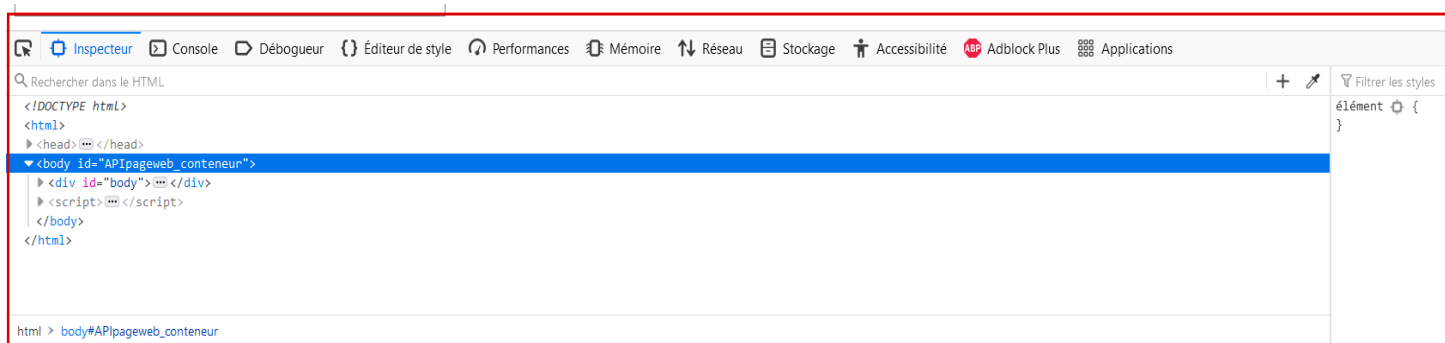 Inspecteur Console Débogueur Éditeur de style Performances Mémoire Réseau Stockage Accessibilité ABP Adblock Plus Applications
Rechercher dans le HTML
Filtrer les styles
<!DOCTYPE html>
<html>
<head> ••• </head>
<body id="APIpageweb_conteneur">
<div id="body"> ••• </div>
<script> ••• </script>
</body>
</html>
élément {
}
html > body#APIpageweb_conteneur